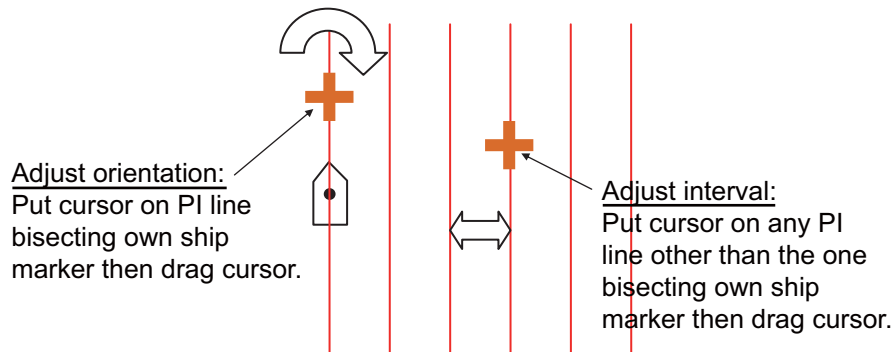 Adjust orientation:
Put cursor on PI line
bisecting own ship
marker then drag cursor.
Adjust interval:
Put cursor on any PI
line other than the one
bisecting own ship
marker then drag cursor.